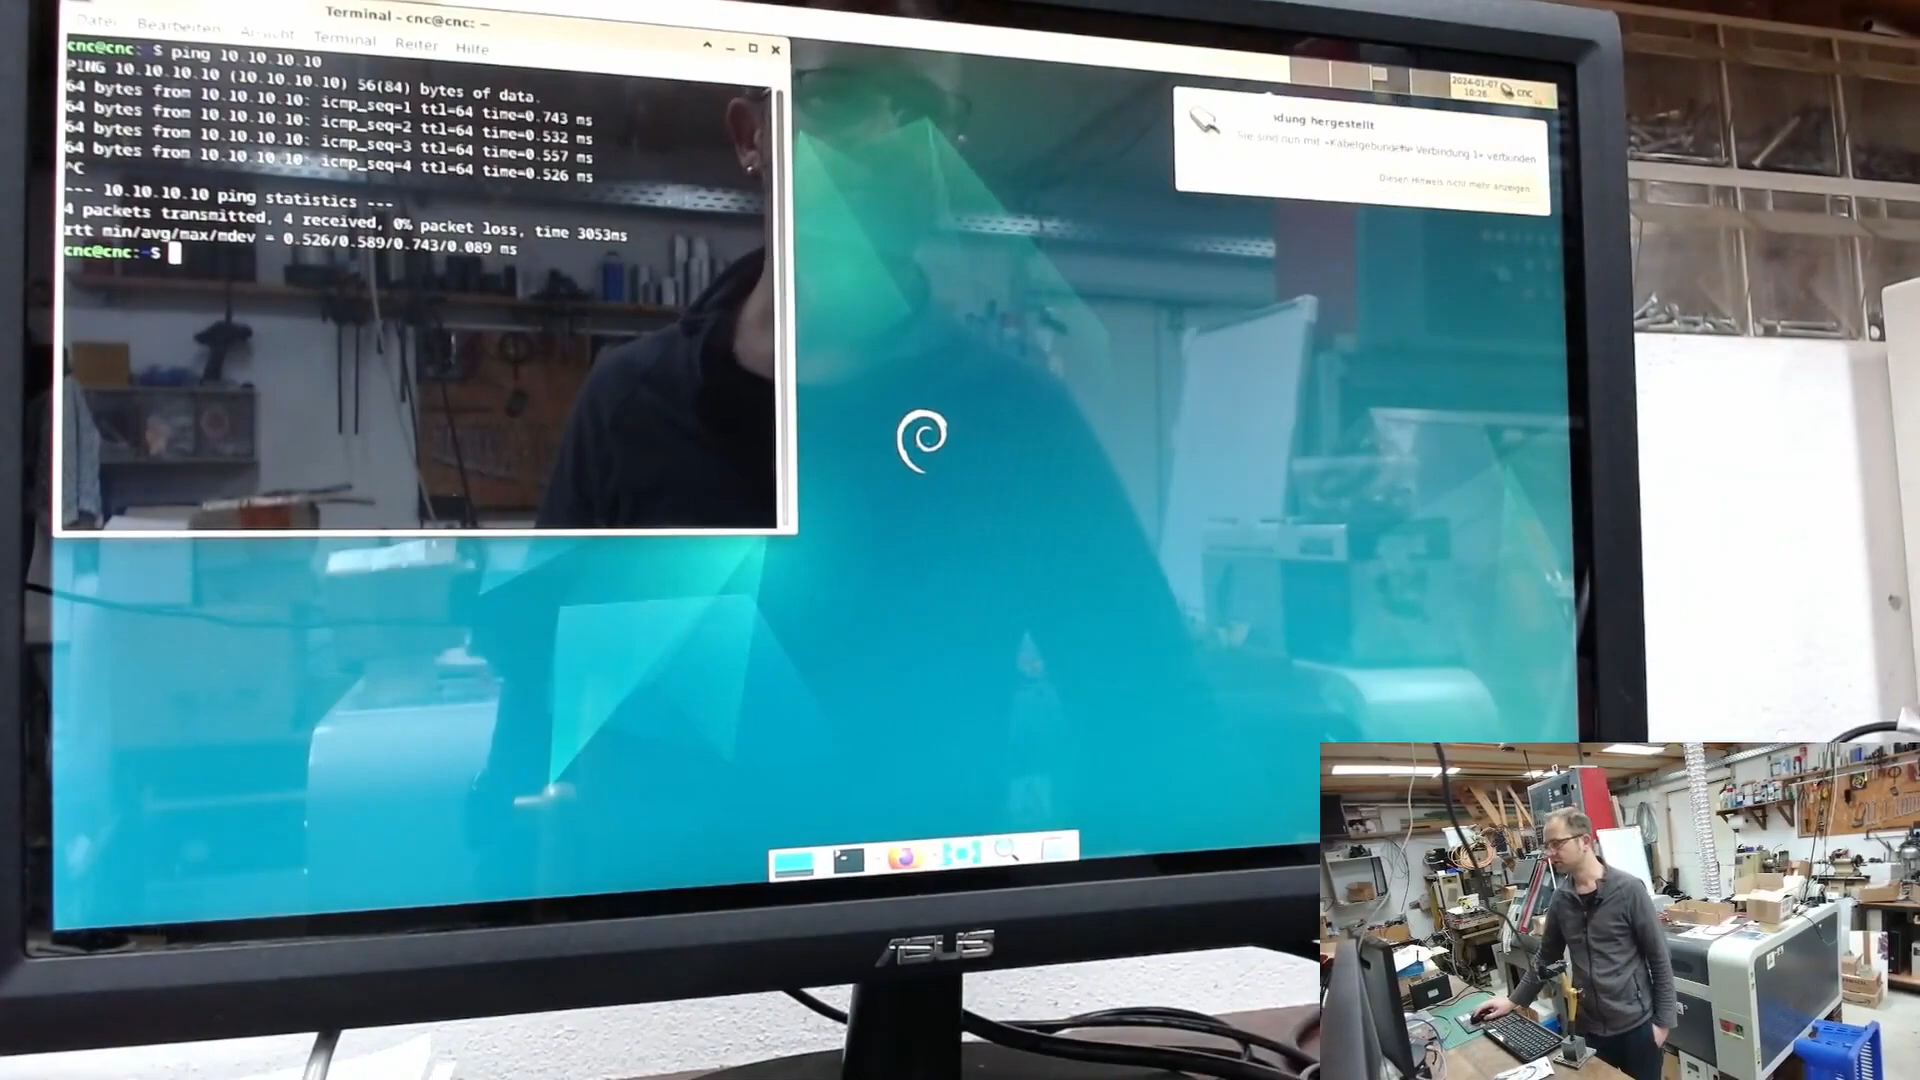 Terminal - cnc@cnc: ~
Datei Bearbeiten Ansicht Terminal Reiter Hilfe
cnc@cnc:~$ ping 10.10.10.10
PING 10.10.10.10 (10.10.10.10) 56(84) bytes of data.
64 bytes from 10.10.10.10: icmp_seq=1 ttl=64 time=0.743 ms
64 bytes from 10.10.10.10: icmp_seq=2 ttl=64 time=0.532 ms
64 bytes from 10.10.10.10: icmp_seq=3 ttl=64 time=0.557 ms
64 bytes from 10.10.10.10: icmp_seq=4 ttl=64 time=0.526 ms
^C
--- 10.10.10.10 ping statistics ---
4 packets transmitted, 4 received, 0% packet loss, time 3053ms
rtt min/avg/max/mdev = 0.526/0.589/0.743/0.089 ms
cnc@cnc:~$
2024-01-07
10:26
cnc
dung hergestellt
Sie sind nun mit »Kabelgebundene Verbindung 1« verbunden
Diesen Hinweis nicht mehr anzeigen
ASUS